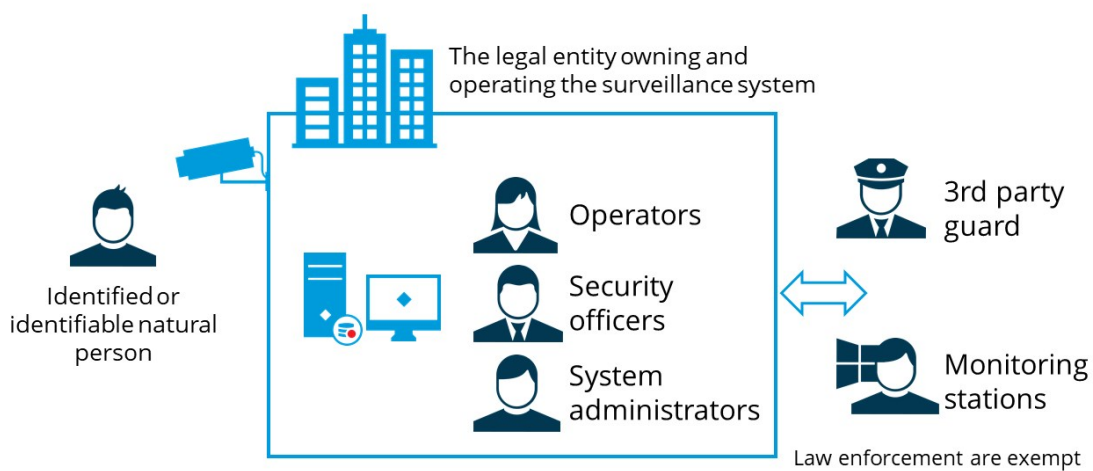 The legal entity owning and
operating the surveillance system
Identified or
identifiable natural
person
Operators
Security
officers
System
administrators
3rd party
guard
Monitoring
stations
Law enforcement are exempt